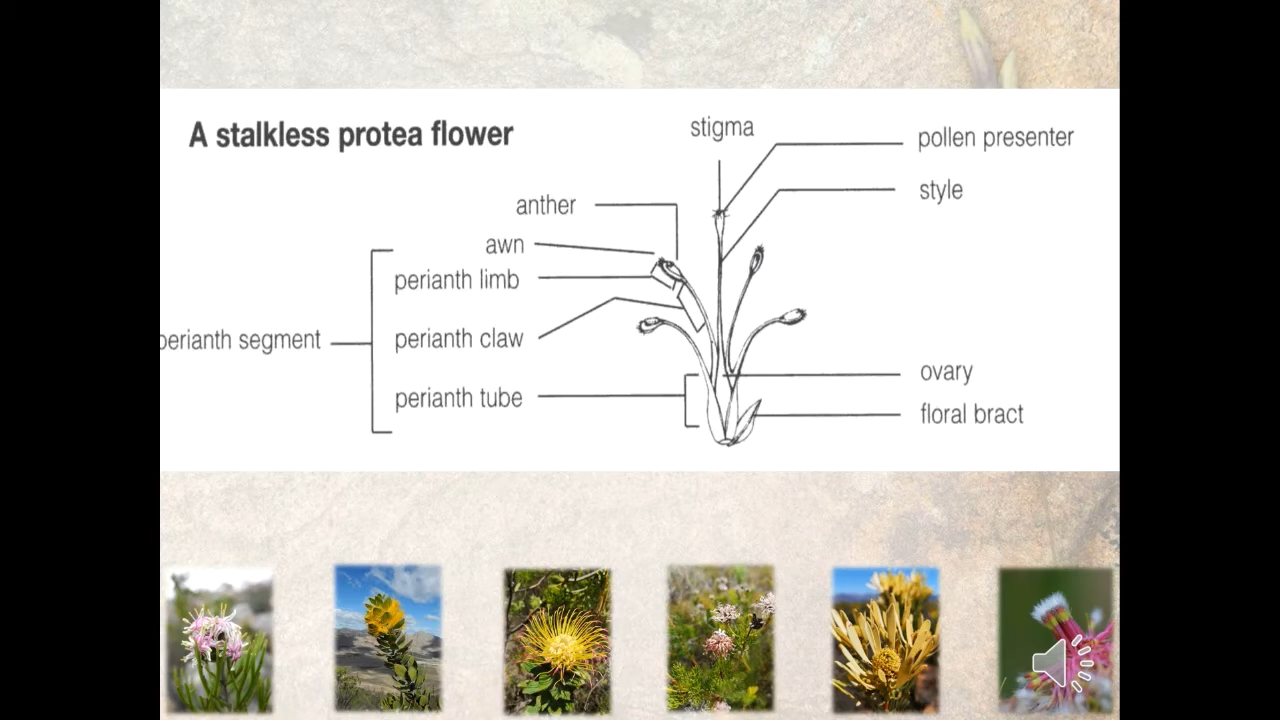 A stalkless protea flower
stigma
pollen presenter
style
anther
awn
perianth limb
perianth segment
perianth claw
perianth tube
ovary
floral bract